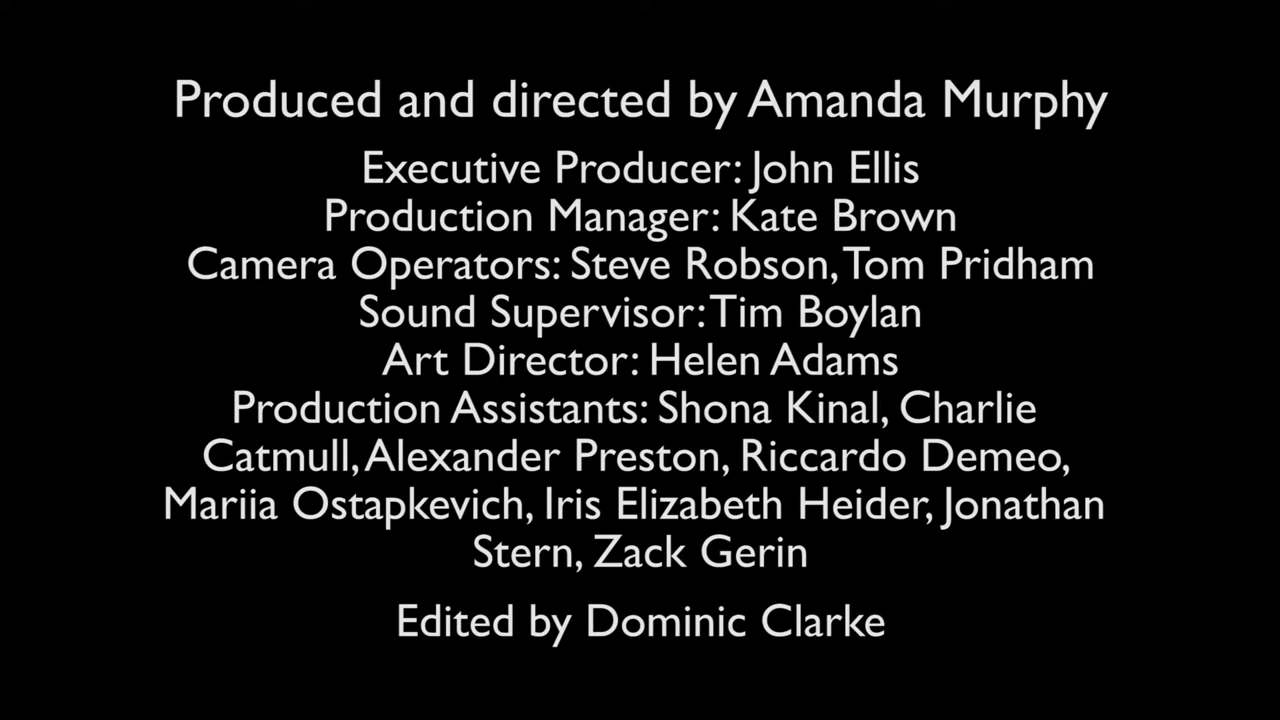 Produced and directed by Amanda Murphy
Executive Producer: John Ellis
Production Manager: Kate Brown
Camera Operators: Steve Robson, Tom Pridham
Sound Supervisor: Tim Boylan
Art Director: Helen Adams
Production Assistants: Shona Kinal, Charlie
Catmull, Alexander Preston, Riccardo Demeo,
Mariia Ostapkevich, Iris Elizabeth Heider, Jonathan
Stern, Zack Gerin
Edited by Dominic Clarke